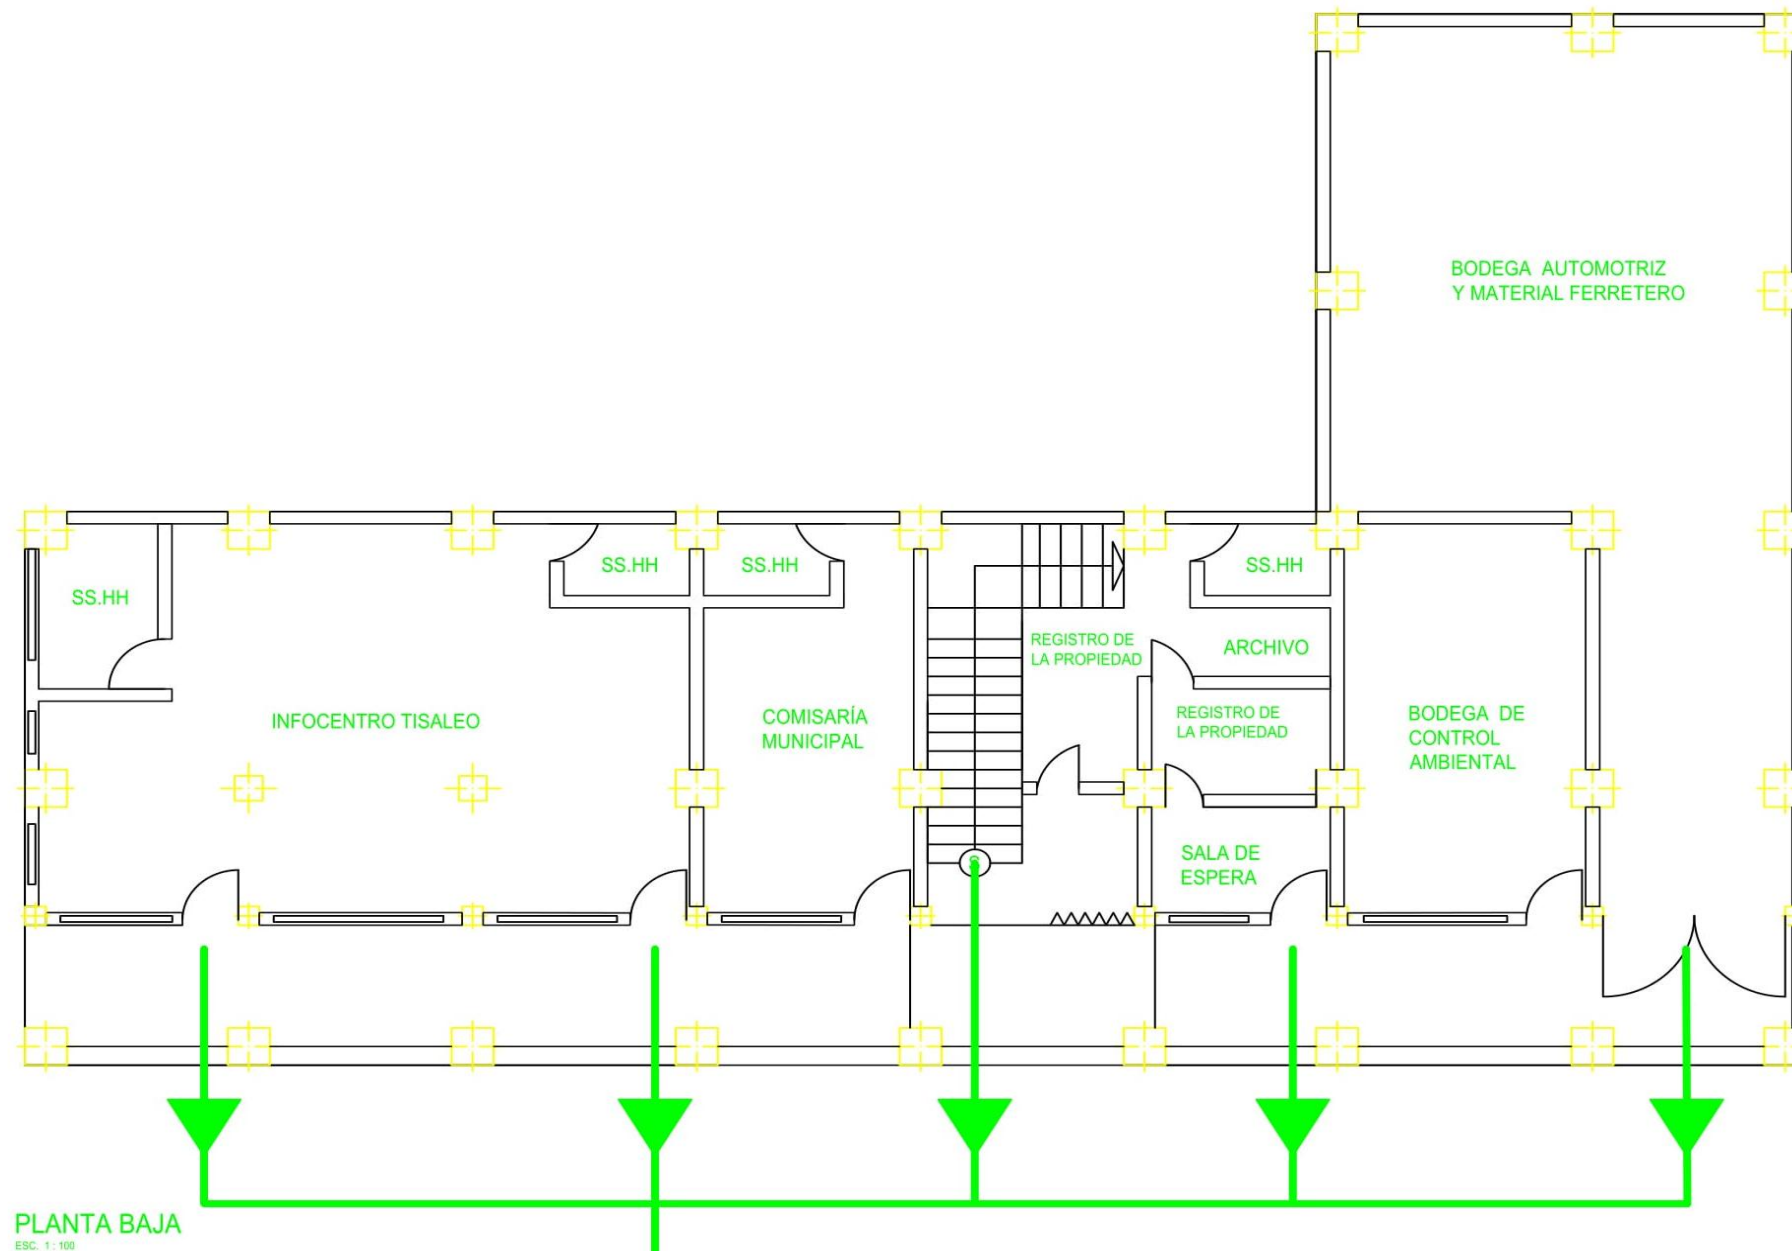 BODEGA AUTOMOTRIZ
Y MATERIAL FERRETERO
SS.HH
SS.HH
SS.HH
SS.HH
REGISTRO DE
LA PROPIEDAD
ARCHIVO
INFOCENTRO TISALEO
COMISARÍA
MUNICIPAL
REGISTRO DE
LA PROPIEDAD
BODEGA DE
CONTROL
AMBIENTAL
SALA DE
ESPERA
S
PLANTA BAJA
ESC. 1 : 100